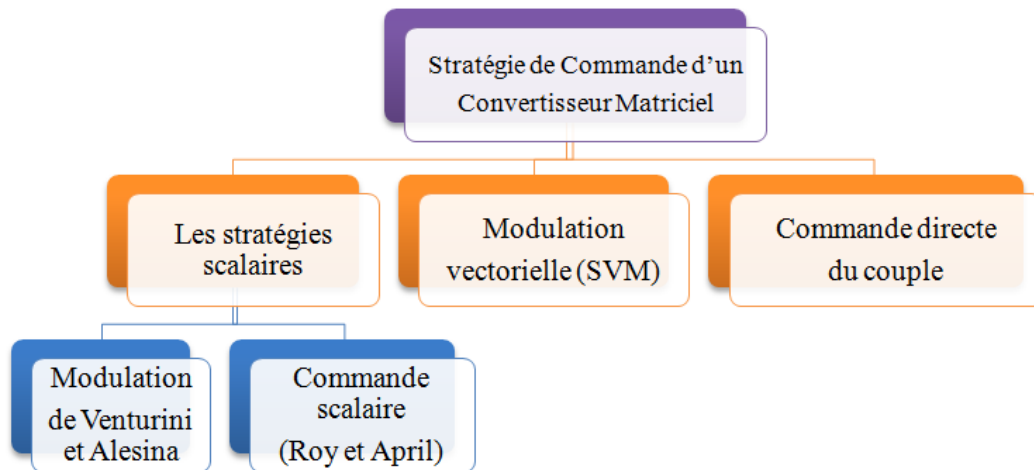 Stratégie de Commande d’un
Convertisseur Matriciel
Les stratégies
scalaires
Modulation
vectorielle (SVM)
Commande directe
du couple
Modulation
de Venturini
et Alesina
Commande
scalaire
(Roy et April)